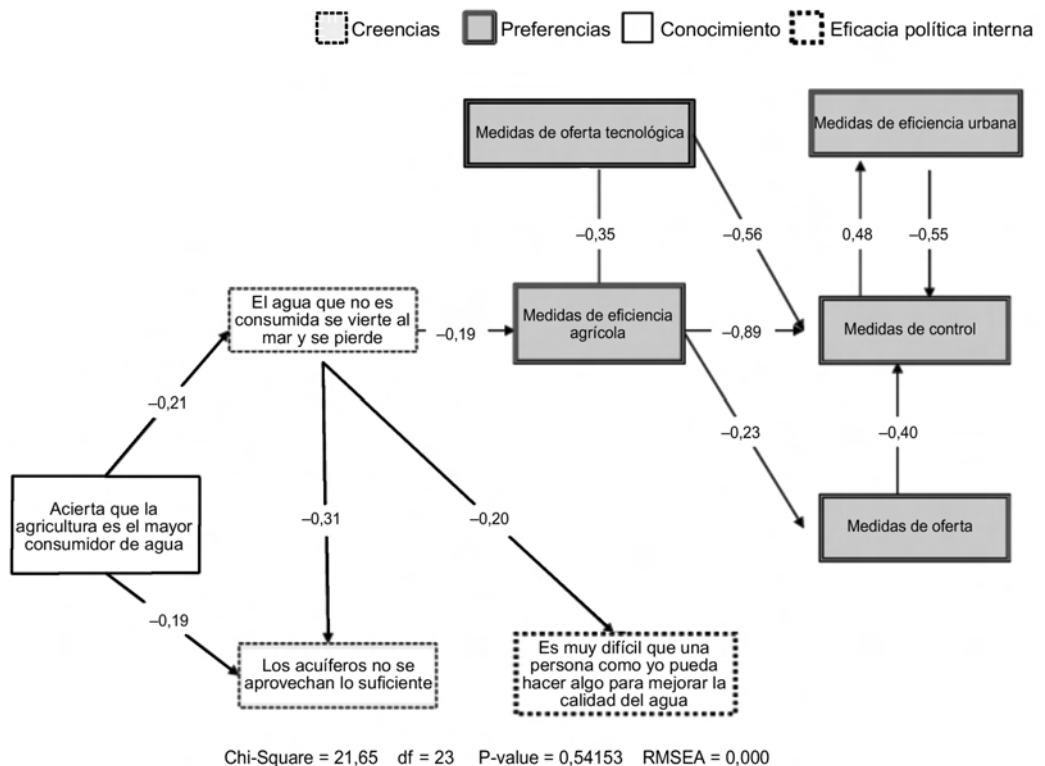 Creencias
Preferencias
Conocimiento
Eficacia política interna
Medidas de oferta tecnológica
Medidas de eficiencia urbana
–0,35
–0,56
0,48
–0,55
El agua que no es
consumida se vierte al
mar y se pierde
–0,19
Medidas de eficiencia
agrícola
–0,89
Medidas de control
–0,21
–0,23
–0,40
Acierta que la
agricultura es el mayor
consumidor de agua
–0,31
–0,20
Medidas de oferta
–0,19
Los acuíferos no se
aprovechan lo suficiente
Es muy difícil que una
persona como yo pueda
hacer algo para mejorar la
calidad del agua
Chi-Square = 21,65 df = 23 P-value = 0,54153 RMSEA = 0,000